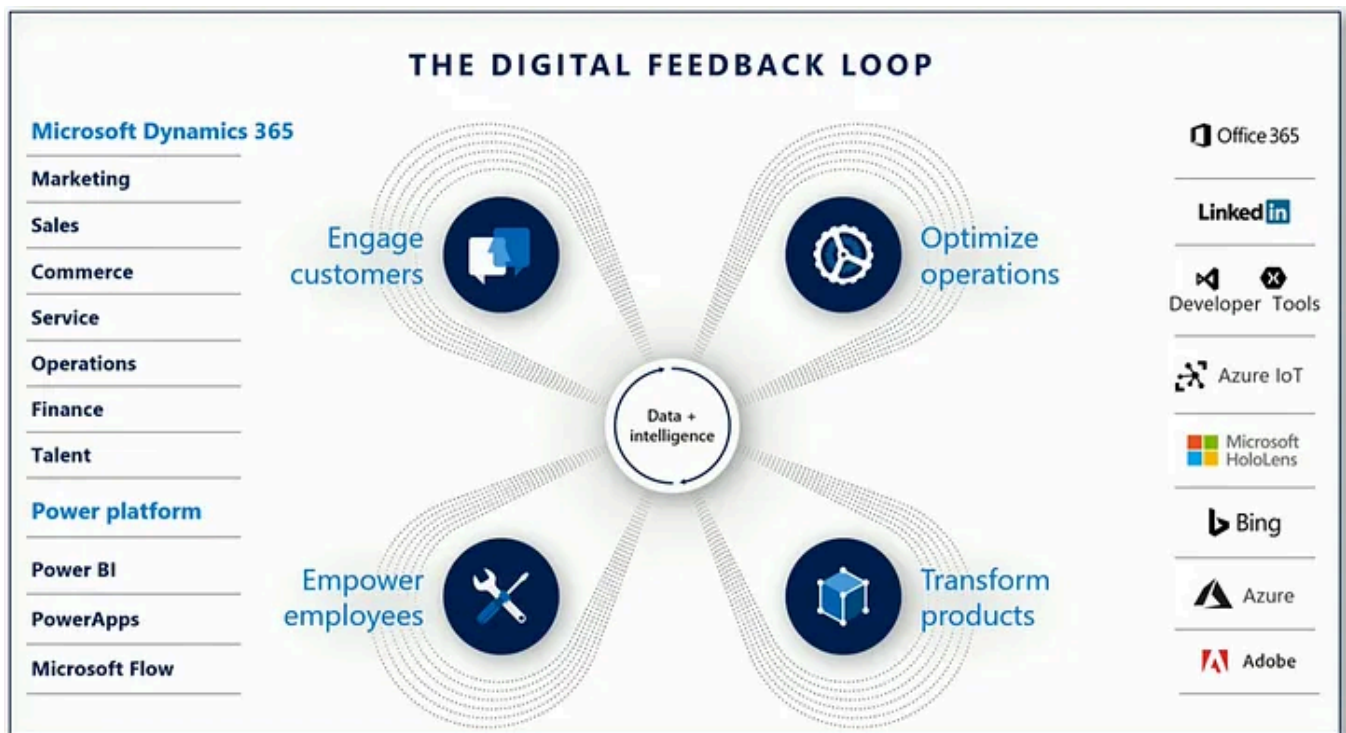 THE DIGITAL FEEDBACK LOOP
Microsoft Dynamics 365
Marketing
Sales
Commerce
Service
Operations
Finance
Talent
Power platform
Power BI
PowerApps
Microsoft Flow
Engage
customers
Optimize
operations
Data +
intelligence
Empower
employees
Transform
products
Office 365
Linked in
Developer Tools
Azure IoT
Microsoft
HoloLens
Bing
Azure
Adobe